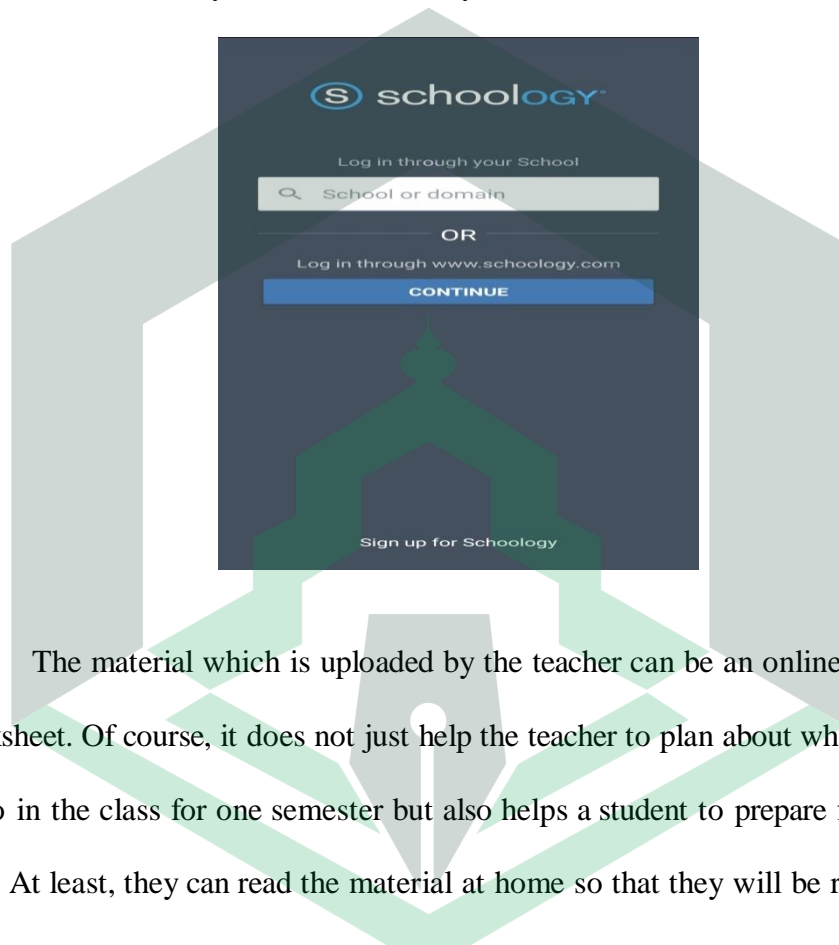 schoology
Log in through your School
School or domain
OR
Log in through www.schoology.com
CONTINUE
Sign up for Schoology
The material which is uploaded by the teacher can be an online
sheet. Of course, it does not just help the teacher to plan about
in the class for one semester but also helps a student to prepare
At least, they can read the material at home so that they will be